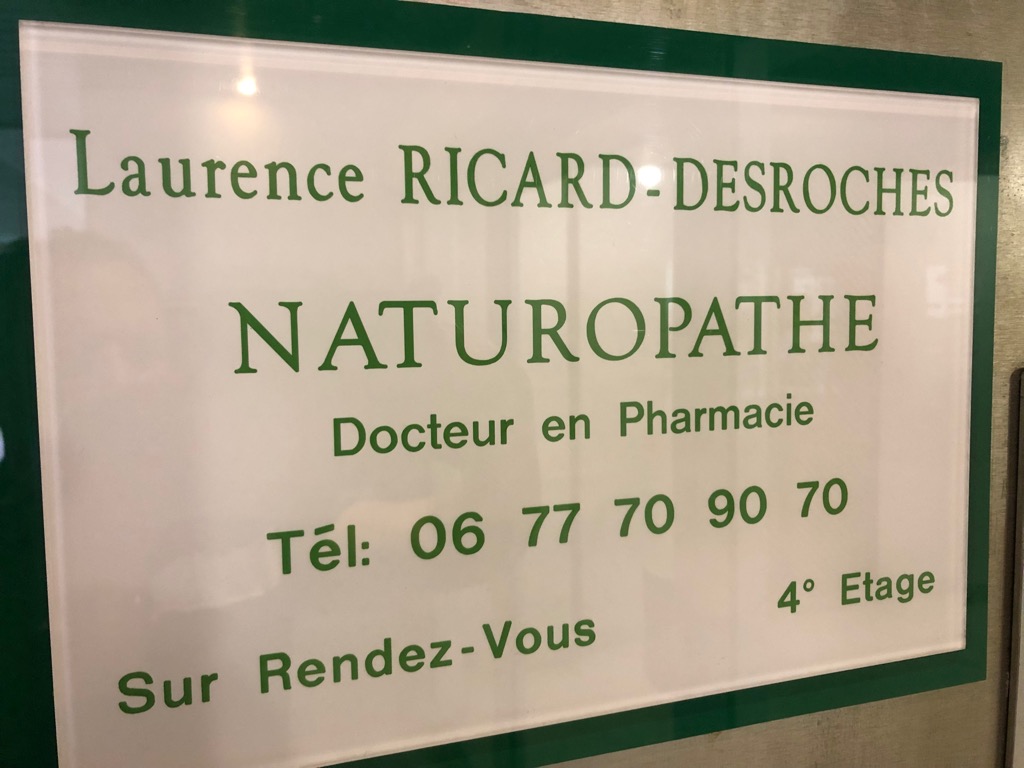 Laurence RICARD-DESROCHES
NATUROPATHE
Docteur en Pharmacie
Tél: 06 77 70 90 70
4° Etage
Sur Rendez-Vous